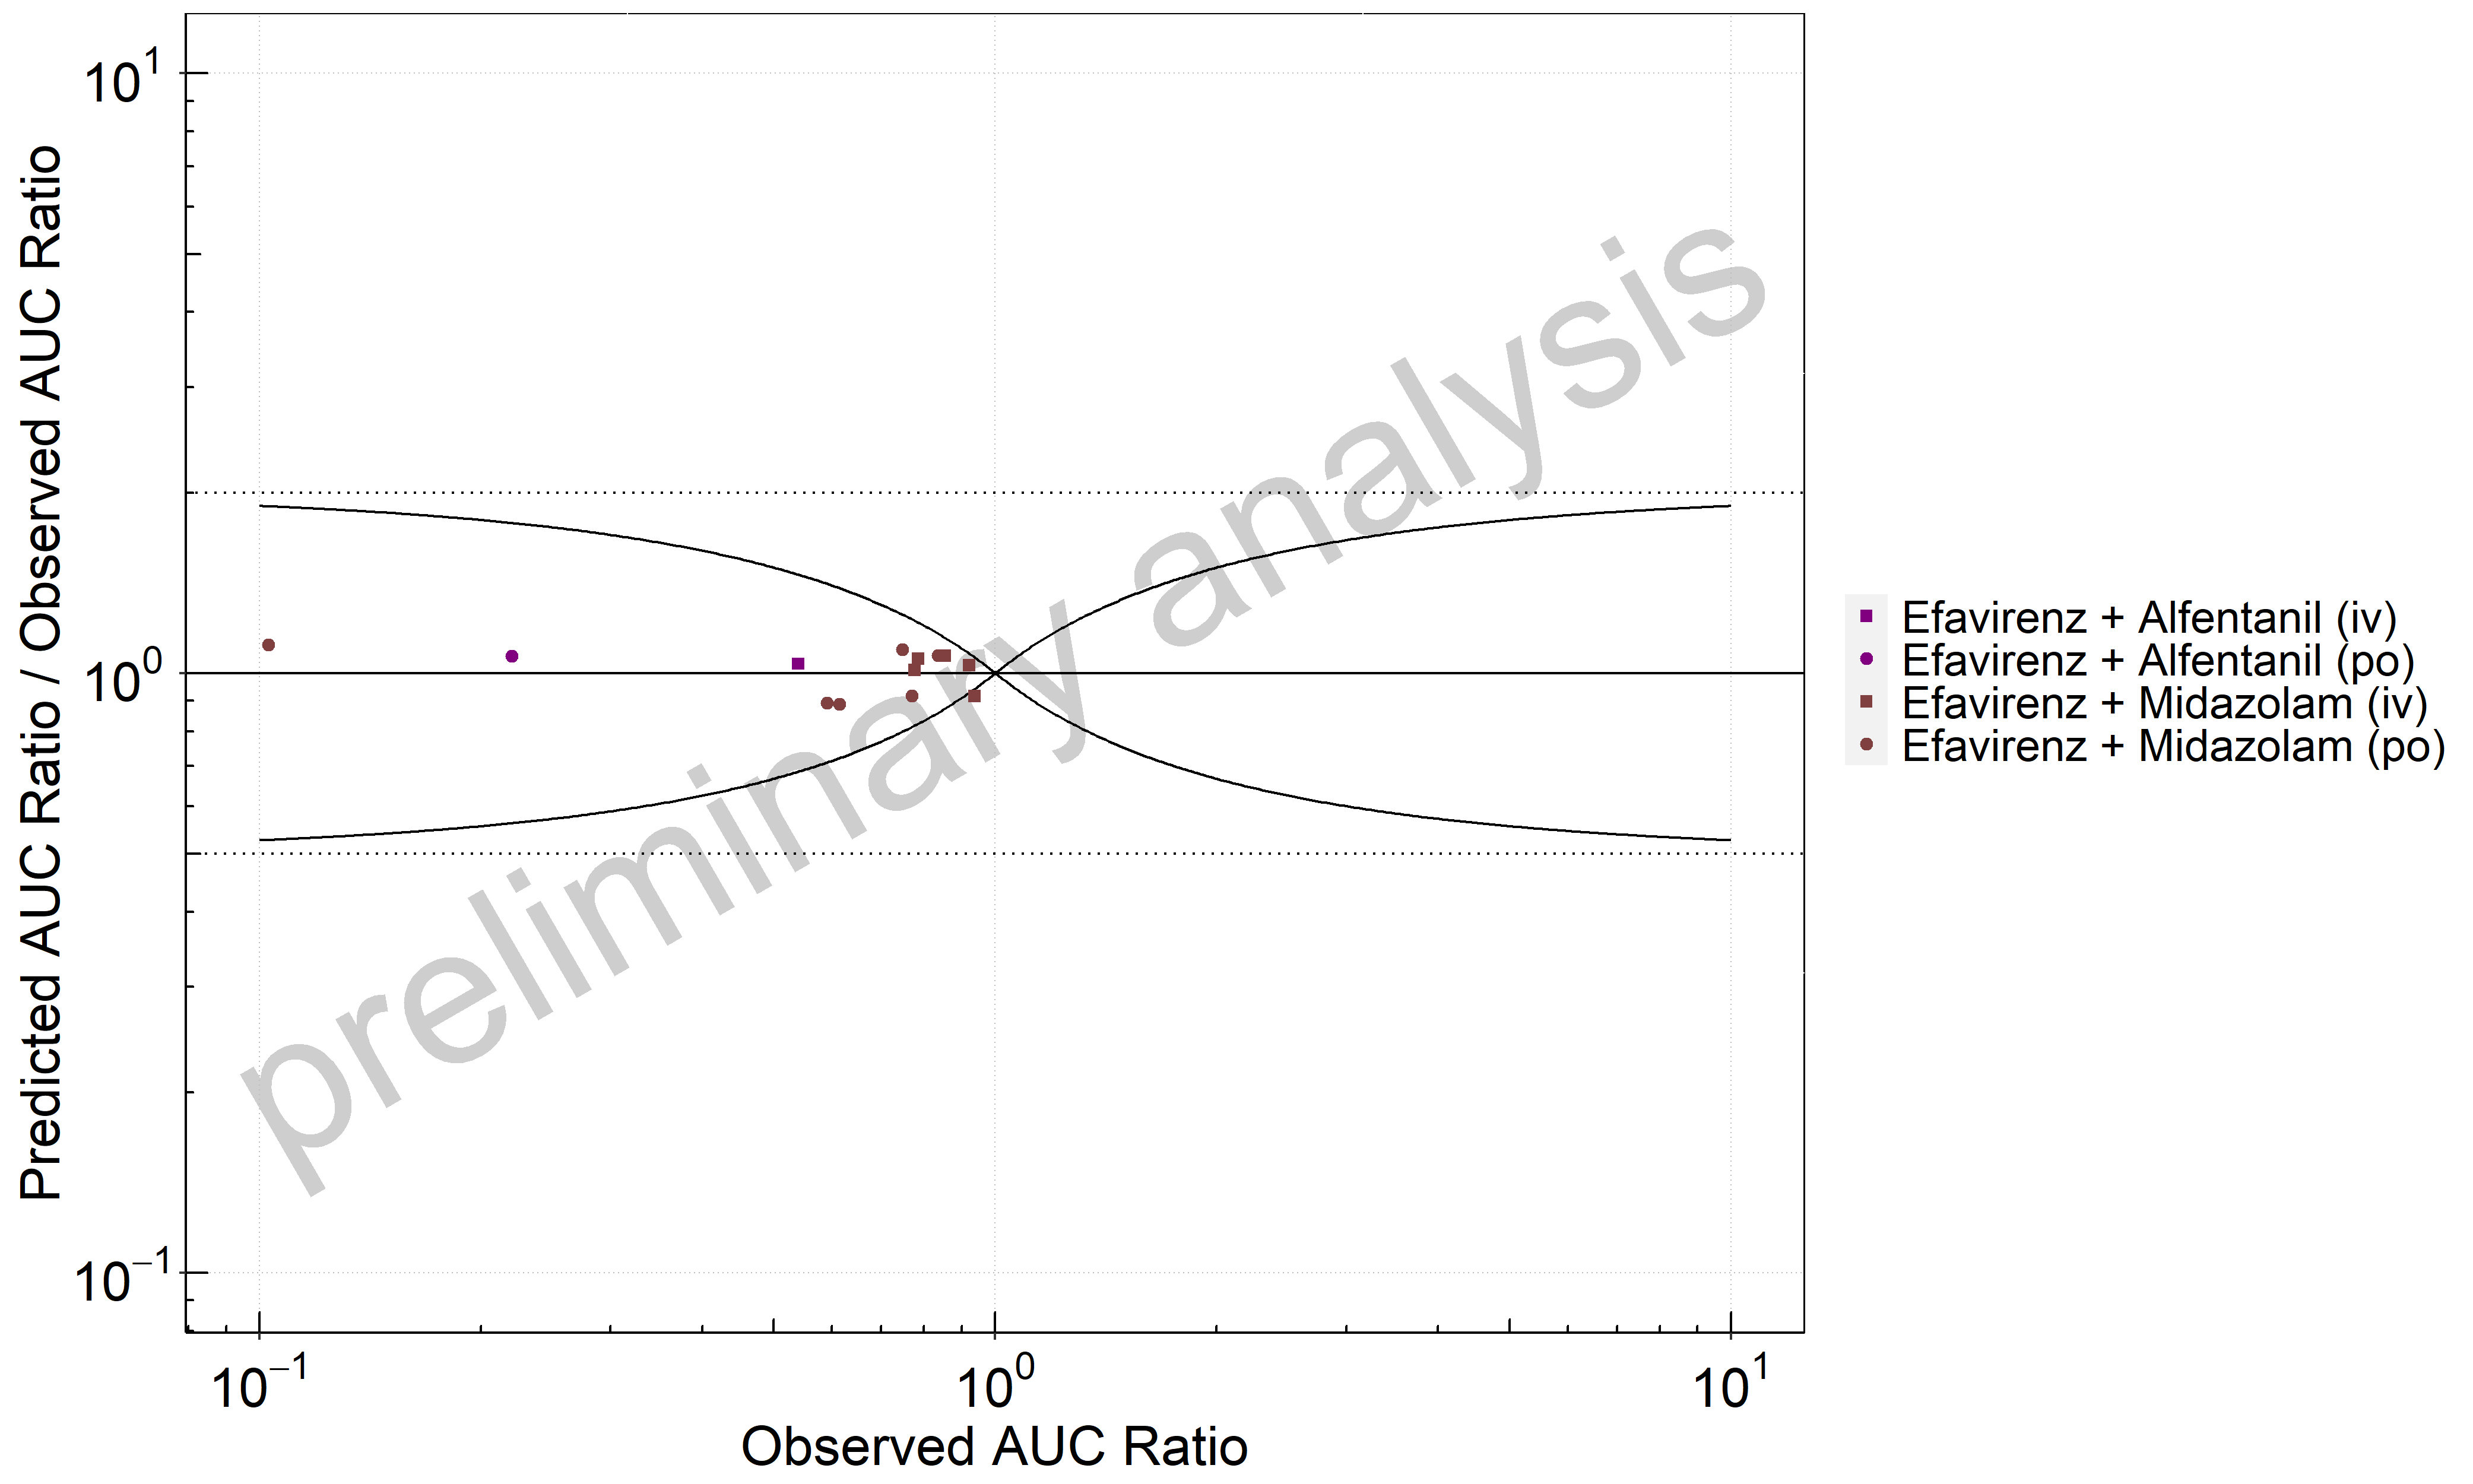 Predicted AUC Ratio / Observed AUC Ratio
10¹
10⁰
10⁻¹
preliminary analysis
10⁻¹
10⁰
10¹
Observed AUC Ratio
Efavirenz + Alfentanil (iv)
Efavirenz + Alfentanil (po)
Efavirenz + Midazolam (iv)
Efavirenz + Midazolam (po)